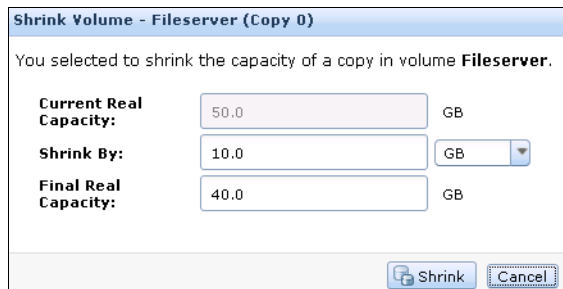 Shrink Volume - Fileserver (Copy 0)
You selected to shrink the capacity of a copy in volume Fileserver.
Current Real Capacity: 50.0 GB
Shrink By: 10.0 GB
Final Real Capacity: 40.0 GB
Shrink Cancel